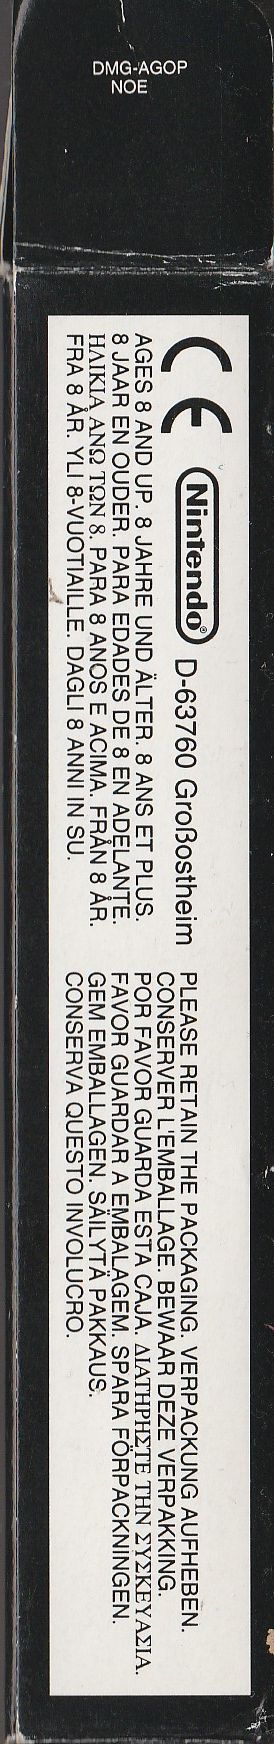 DMG-AGOP
NOE
CE Nintendo® D-63760 Großostheim
AGES 8 AND UP. 8 JAHRE UND ÄLTER. 8 ANS ET PLUS.
8 JAAR EN OUDER. PARA EDADES DE 8 EN ADELANTE.
ΗΛΙΚΙΑ ΑΝΩ ΤΩΝ 8. PARA 8 ANOS E ACIMA. FRÅN 8 ÅR.
FRA 8 ÅR. YLI 8-VUOTIAILLE. DAGLI 8 ANNI IN SU.
PLEASE RETAIN THE PACKAGING. VERPACKUNG AUFHEBEN.
CONSERVER L'EMBALLAGE. BEWAAR DEZE VERPAKKING.
POR FAVOR GUARDA ESTA CAJA. ΔΙΑΤΗΡΗΣΤΕ ΤΗΝ ΣΥΣΚΕΥΑΣΙΑ.
FAVOR GUARDAR A EMBALAGEM. SPARA FÖRPACKNINGEN.
GEM EMBALLAGEN. SÄILYTÄ PAKKAUS.
CONSERVA QUESTO INVOLUCRO.